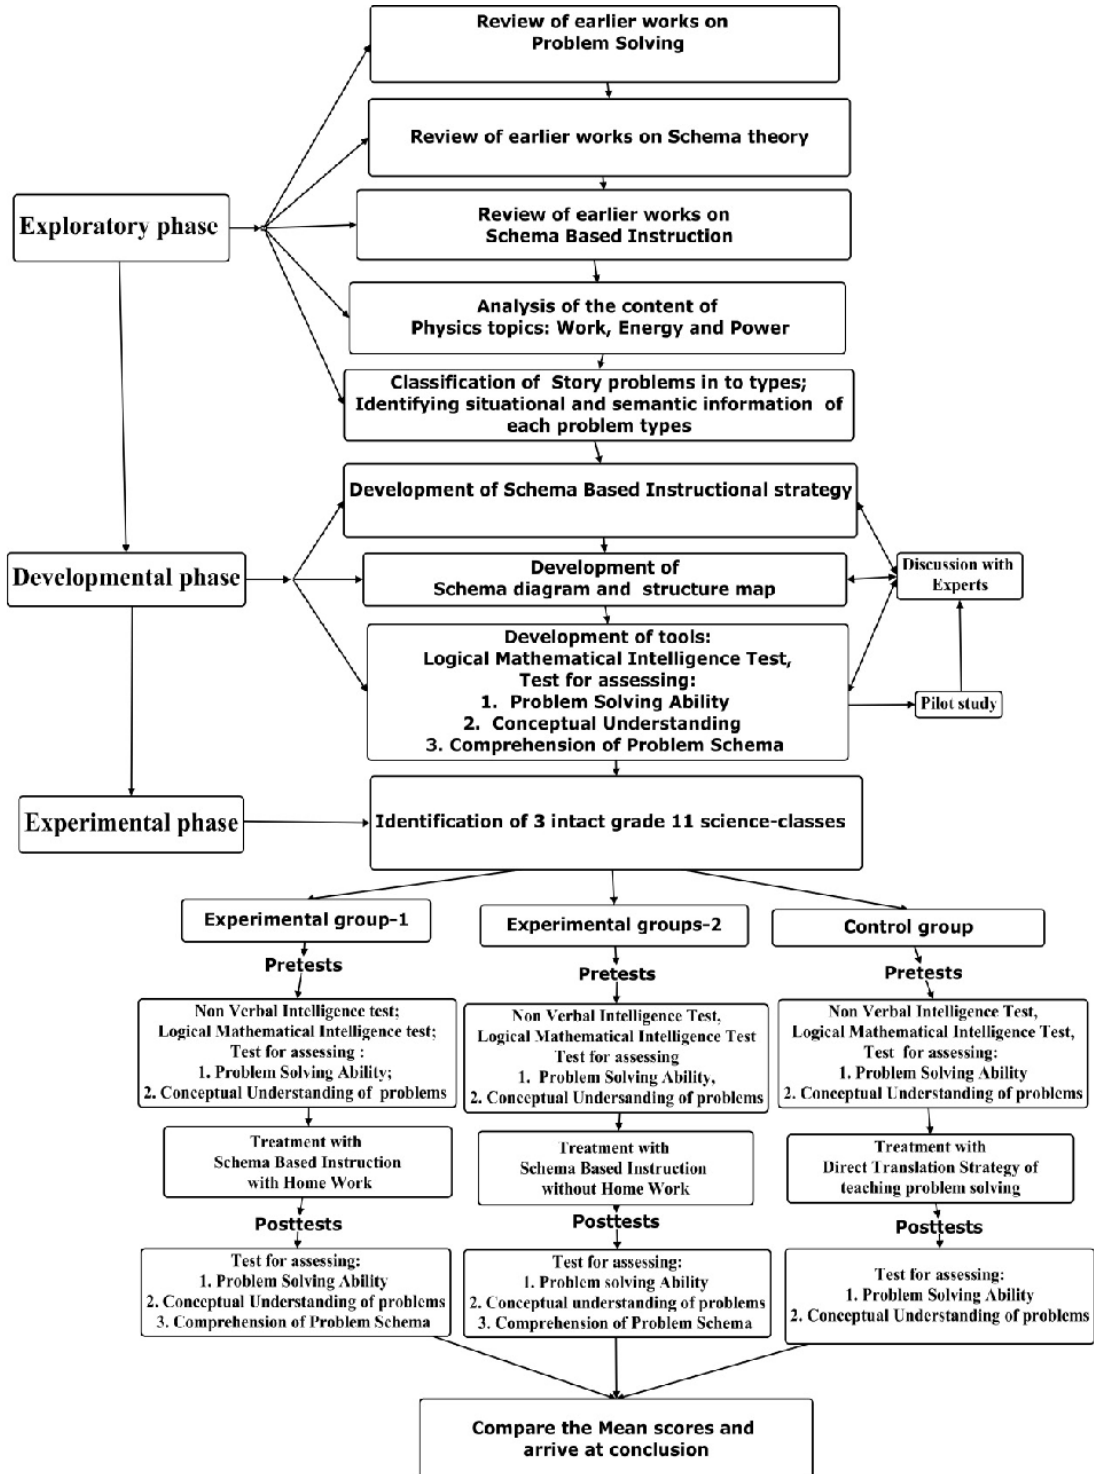 Review of earlier works on
Problem Solving
Review of earlier works on Schema theory
Exploratory phase
Review of earlier works on
Schema Based Instruction
Analysis of the content of
Physics topics: Work, Energy and Power
Classification of Story problems in to types;
Identifying situational and semantic information of
each problem types
Development of Schema Based Instructional strategy
Developmental phase
Development of
Schema diagram and structure map
Discussion with
Experts
Development of tools:
Logical Mathematical Intelligence Test,
Test for assessing:
1. Problem Solving Ability
2. Conceptual Understanding
3. Comprehension of Problem Schema
Pilot study
Experimental phase
Identification of 3 intact grade 11 science-classes
Experimental group-1
Experimental groups-2
Control group
Pretests
Pretests
Pretests
Non Verbal Intelligence test;
Logical Mathematical Intelligence test;
Test for assessing :
1. Problem Solving Ability;
2. Conceptual Understanding of problems
Non Verbal Intelligence Test,
Logical Mathematical Intelligence Test
Test for assessing
1. Problem Solving Ability,
2. Conceptual Undersanding of problems
Non Verbal Intelligence Test,
Logical Mathematical Intelligence Test,
Test for assessing:
1. Problem Solving Ability
2. Conceptual Understanding of problems
Treatment with
Schema Based Instruction
with Home Work
Treatment with
Schema Based Instruction
without Home Work
Treatment with
Direct Translation Strategy of
teaching problem solving
Posttests
Posttests
Posttests
Test for assessing:
1. Problem Solving Ability
2. Conceptual Understanding of problems
3. Comprehension of Problem Schema
Test for assessing:
1. Problem solving Ability
2. Conceptual understanding of problems
3. Comprehension of Problem Schema
Test for assessing:
1. Problem Solving Ability
2. Conceptual Understanding of problems
Compare the Mean scores and
arrive at conclusion